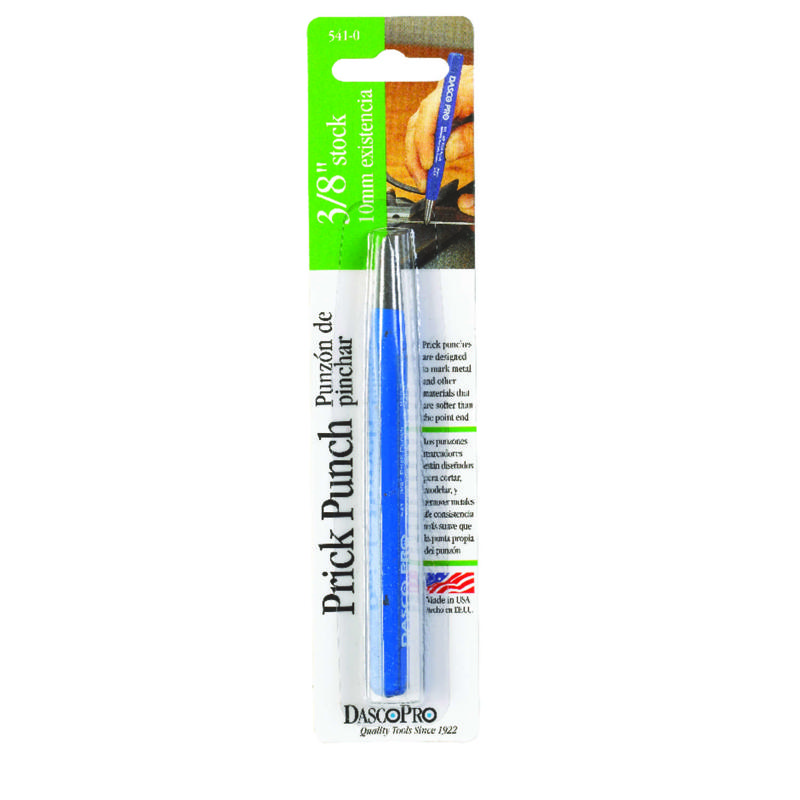 541-0
3/8" stock
10mm existencia
DASCO PRO
Prick Punch
Punzón de
pinchar
Prick punches
are designed
to mark metal
and other
materials that
are softer than
the point end
Los punzones
marcadores
están diseñados
para cortar,
modelar, y
remover metales
de consistencia
más suave que
la punta propia
del punzón
Made in USA
Hecho en EE.UU.
DASCO PRO
DASCOPRO
Quality Tools Since 1922